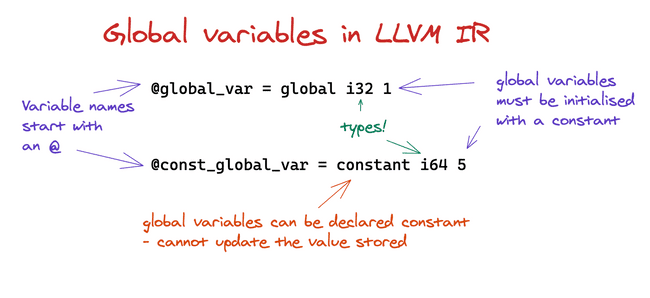 Global variables in LLVM IR
@global_var = global i32 1
global variables
must be initialised
with a constant
Variable names
start with
an @
types!
@const_global_var = constant i64 5
global variables can be declared constant
- cannot update the value stored